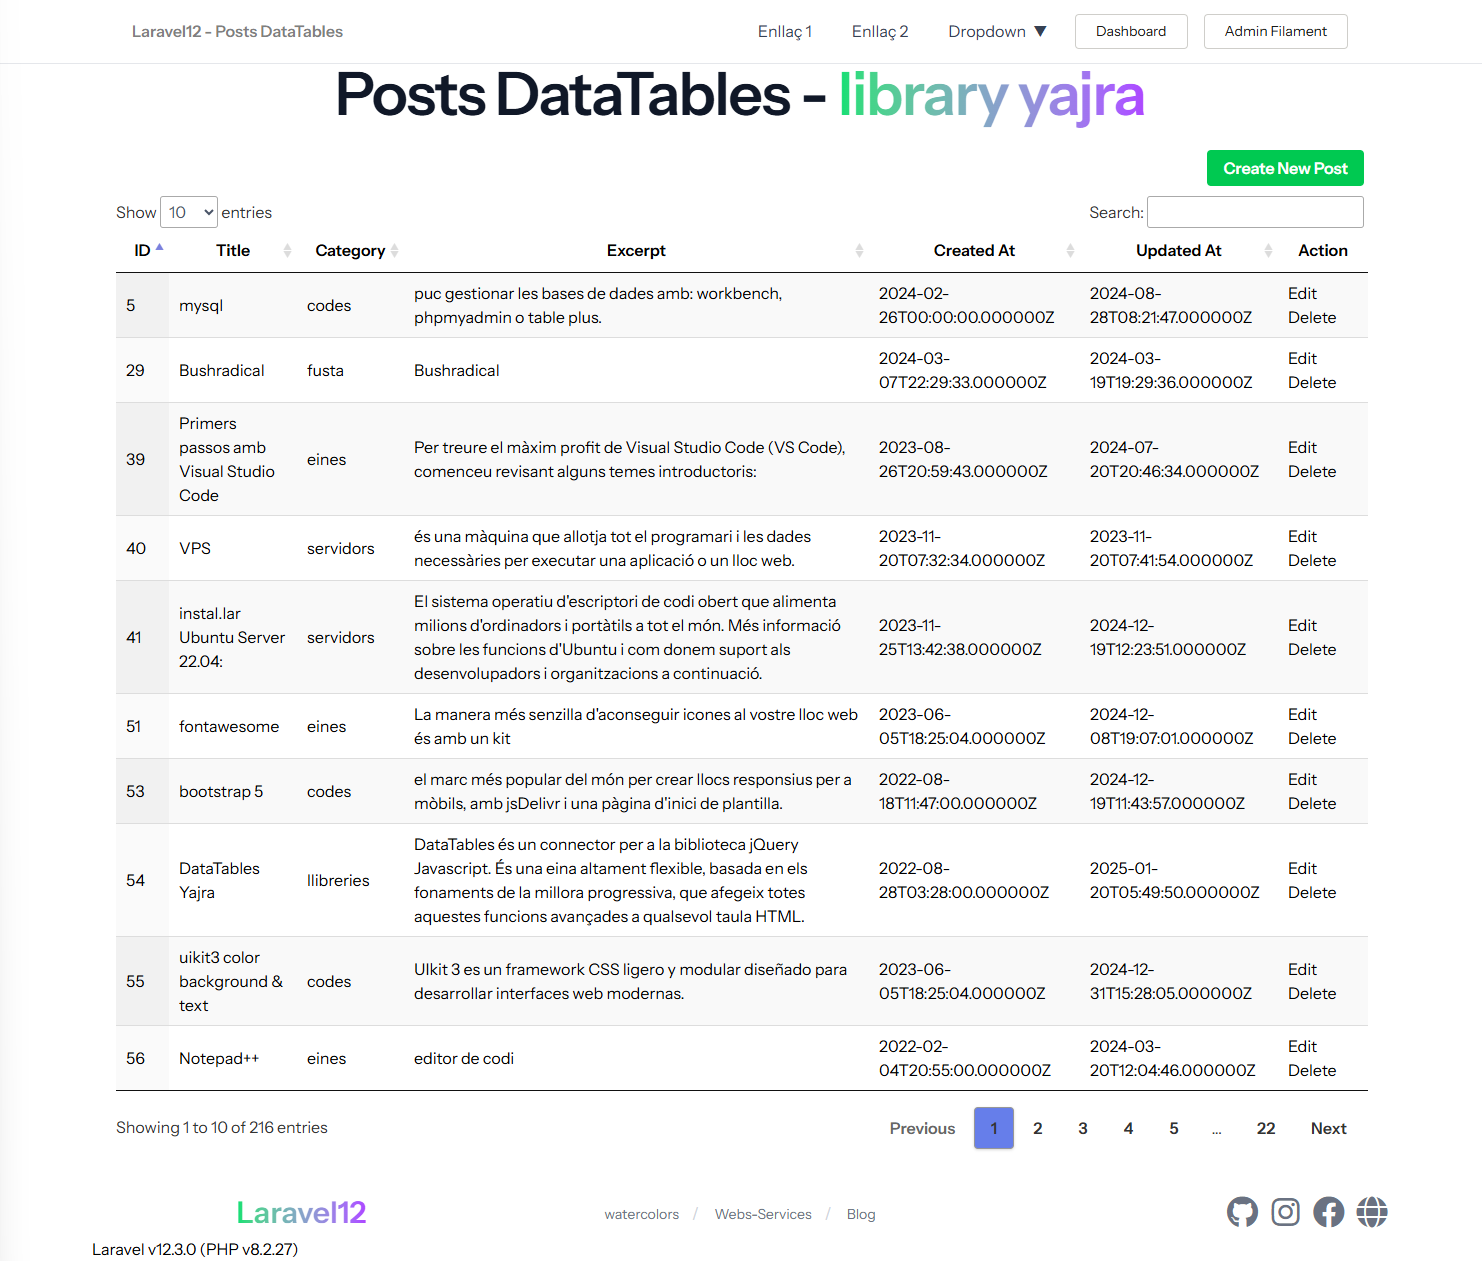 Laravel12 - Posts DataTables
Enllaç 1
Enllaç 2
Dropdown ▼
Dashboard
Admin Filament
Posts DataTables - library yajra
Create New Post
Show 10 entries
Search:
ID Title Category Excerpt Created At Updated At Action
5
mysql
codes
puc gestionar les bases de dades amb: workbench,
phpmyadmin o table plus.
2024-02-
26T00:00:00.000000Z
2024-08-
28T08:21:47.000000Z
Edit
Delete
29
Bushradical
fusta
Bushradical
2024-03-
07T22:29:33.000000Z
2024-03-
19T19:29:36.000000Z
Edit
Delete
39
Primers
passos amb
Visual Studio
Code
eines
Per treure el màxim profit de Visual Studio Code (VS Code),
comenceu revisant alguns temes introductoris:
2023-08-
26T20:59:43.000000Z
2024-07-
20T20:46:34.000000Z
Edit
Delete
40
VPS
servidors
és una màquina que allotja tot el programari i les dades
necessàries per executar una aplicació o un lloc web.
2023-11-
20T07:32:34.000000Z
2023-11-
20T07:41:54.000000Z
Edit
Delete
41
instal.lar
Ubuntu Server
22.04:
servidors
El sistema operatiu d'escriptori de codi obert que alimenta
milions d'ordinadors i portàtils a tot el món. Més informació
sobre les funcions d'Ubuntu i com donem suport als
desenvolupadors i organitzacions a continuació.
2023-11-
25T13:42:38.000000Z
2024-12-
19T12:23:51.000000Z
Edit
Delete
51
fontawesome
eines
La manera més senzilla d'aconseguir icones al vostre lloc web
és amb un kit
2023-06-
05T18:25:04.000000Z
2024-12-
08T19:07:01.000000Z
Edit
Delete
53
bootstrap 5
codes
el marc més popular del món per crear llocs responsius per a
mòbils, amb jsDelivr i una pàgina d'inici de plantilla.
2022-08-
18T11:47:00.000000Z
2024-12-
19T11:43:57.000000Z
Edit
Delete
54
DataTables
Yajra
llibreries
DataTables és un connector per a la biblioteca jQuery
Javascript. És una eina altament flexible, basada en els
fonaments de la millora progressiva, que afegeix totes
aquestes funcions avançades a qualsevol taula HTML.
2022-08-
28T03:28:00.000000Z
2025-01-
20T05:49:50.000000Z
Edit
Delete
55
uikit3 color
background &
text
codes
UIkit 3 es un framework CSS ligero y modular diseñado para
desarrollar interfaces web modernas.
2023-06-
05T18:25:04.000000Z
2024-12-
31T15:28:05.000000Z
Edit
Delete
56
Notepad++
eines
editor de codi
2022-02-
04T20:55:00.000000Z
2024-03-
20T12:04:46.000000Z
Edit
Delete
Showing 1 to 10 of 216 entries
Previous 1 2 3 4 5 … 22 Next
Laravel12
watercolors / Webs-Services / Blog
Laravel v12.3.0 (PHP v8.2.27)